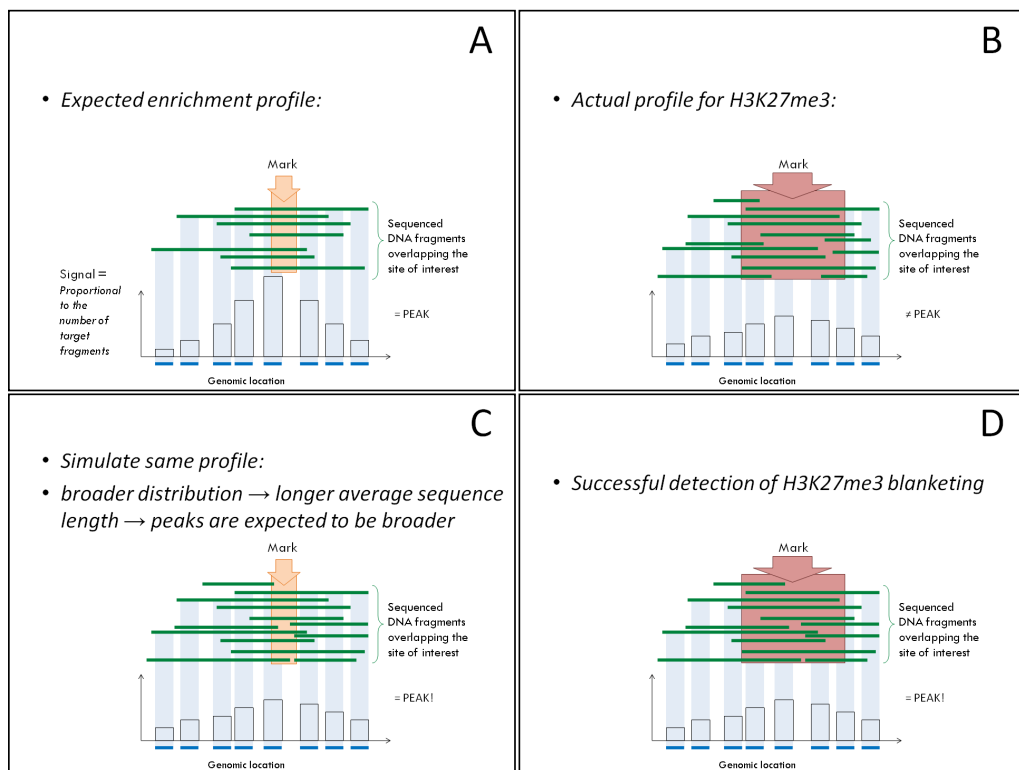 A
• Expected enrichment profile:
Mark
Sequenced
DNA fragments
overlapping the
site of interest
Signal =
Proportional
to the
number of
target
fragments
= PEAK
Genomic location
B
• Actual profile for H3K27me3:
Mark
Sequenced
DNA fragments
overlapping the
site of interest
≠ PEAK
Genomic location
C
• Simulate same profile:
• broader distribution → longer average sequence
length → peaks are expected to be broader
Mark
Sequenced
DNA fragments
overlapping the
site of interest
= PEAK!
Genomic location
D
• Successful detection of H3K27me3 blanketing
Mark
Sequenced
DNA fragments
overlapping the
site of interest
= PEAK!
Genomic location